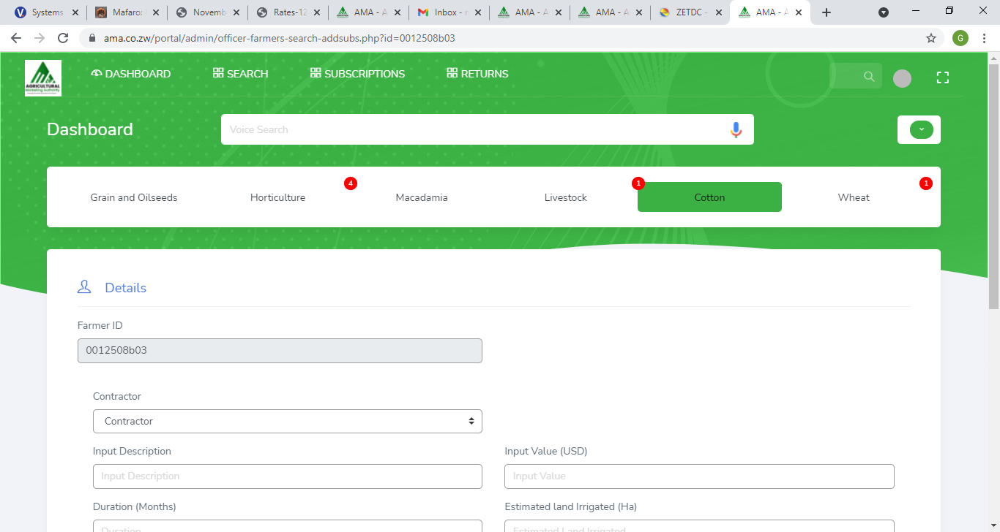 Systems
Mafaro
Novemb
Rates-12
AMA - A
Inbox - r
AMA - A
AMA - A
ZETDC -
AMA - A
ama.co.zw/portal/admin/officer-farmers-search-addsubs.php?id=0012508b03
G
AGRICULTURAL
Marketing Authority
DASHBOARD
SEARCH
SUBSCRIPTIONS
RETURNS
Dashboard
Voice Search
Grain and Oilseeds
Horticulture
4
Macadamia
Livestock
1
Cotton
Wheat
1
Details
Farmer ID
0012508b03
Contractor
Contractor
Input Description
Input Value (USD)
Input Description
Input Value
Duration (Months)
Estimated land Irrigated (Ha)
Duration
Estimated Land Irrigated